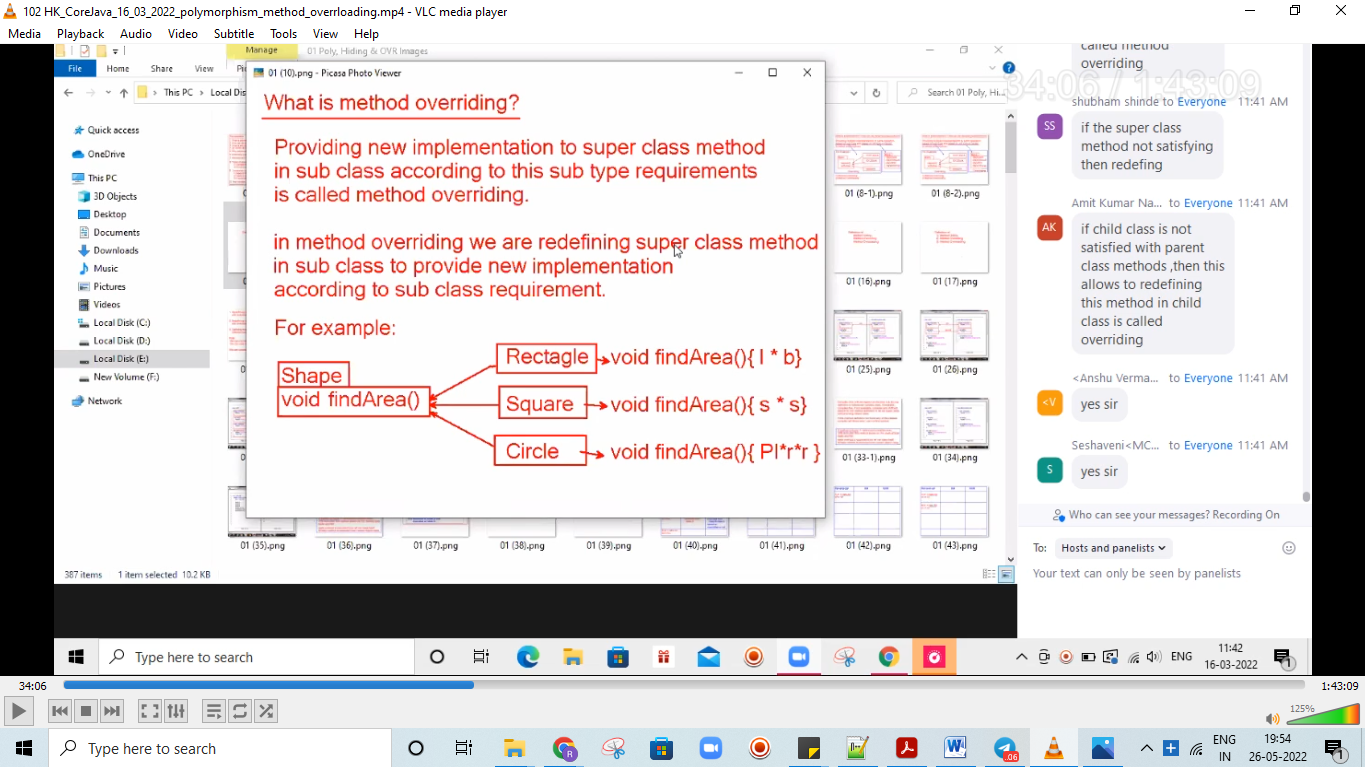 102 HK_CoreJava_16_03_2022_polymorphism_method_overrloading.mp4 - VLC media player
Media Playback Audio Video Subtitle Tools View Help
Manage
01 Poly, Hiding & OVR Images
File Home Share View
This PC
Local Dis
Search 01 Poly, Hi...
Quick access
OneDrive
This PC
3D Objects
Desktop
Documents
Downloads
Music
Pictures
Videos
Local Disk (C:)
Local Disk (D:)
Local Disk (E:)
New Volume (F:)
Network
01 (10).png - Picasa Photo Viewer
What is method overriding?
Providing new implementation to super class method
in sub class according to this sub type requirements
is called method overriding.
in method overriding we are redefining super class method
in sub class to provide new implementation
according to sub class requirement.
For example:
Shape
void findArea()
Rectagle
void findArea(){ l * b}
Square
void findArea(){ s * s}
Circle
void findArea(){ PI*r*r }
01 (8-1).png
01 (8-2).png
01 (16).png
01 (17).png
01 (25).png
01 (26).png
01 (33-1).png
01 (34).png
01 (35).png
01 (36).png
01 (37).png
01 (38).png
01 (39).png
01 (40).png
01 (41).png
01 (42).png
01 (43).png
387 items 1 item selected 10.2 KB
34:06 / 1:43:09
called method
overriding
shubham shinde to Everyone 11:41 AM
SS
if the super class
method not satisfying
then redefing
Amit Kumar Na... to Everyone 11:41 AM
AK
if child class is not
satisfied with parent
class methods ,then this
allows to redefining
this method in child
class is called
overriding
<Anshu Verma... to Everyone 11:41 AM
<V
yes sir
Seshaveni<MC... to Everyone 11:41 AM
S
yes sir
Who can see your messages? Recording On
To: Hosts and panelists
Your text can only be seen by panelists
Type here to search
ENG
11:42
16-03-2022
1
34:06
1:43:09
125%
Type here to search
R
.06
ENG
IN
19:54
26-05-2022
1